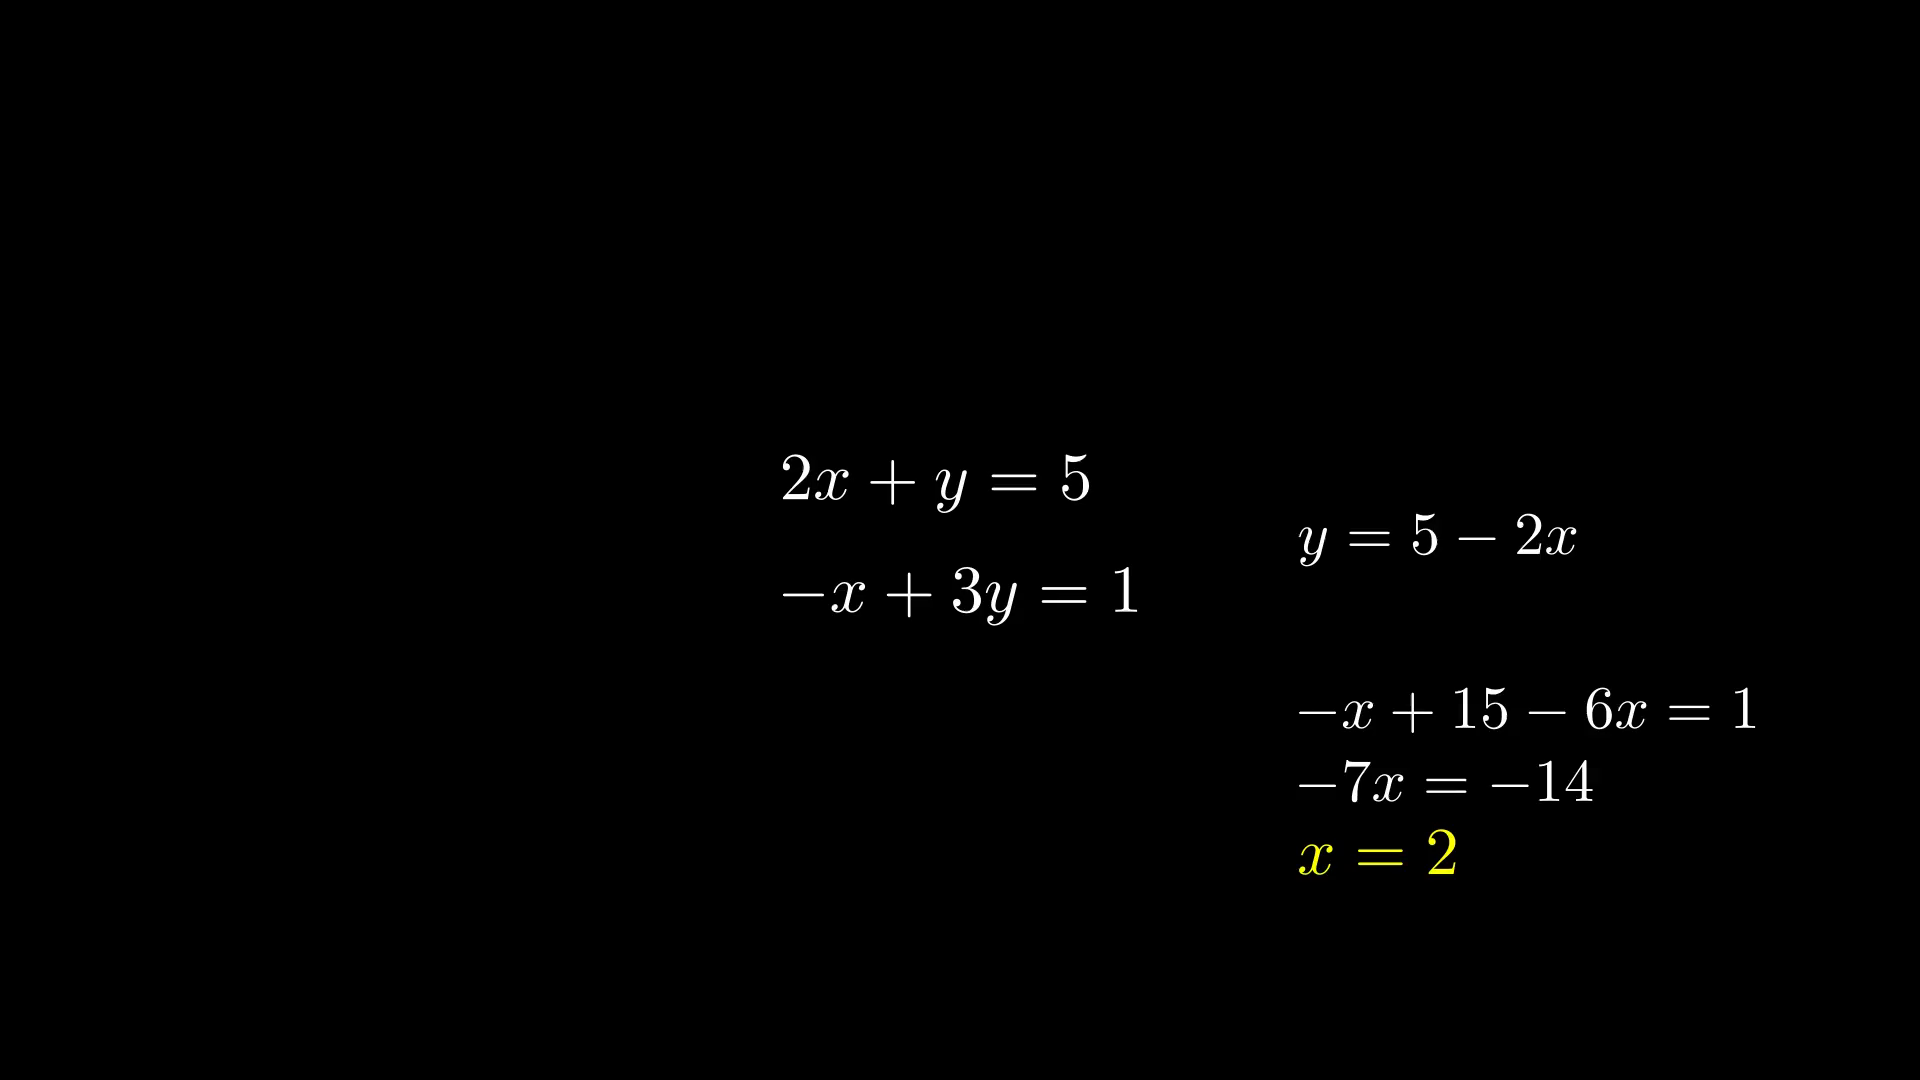 2x + y = 5
−x + 3y = 1
y = 5 − 2x
−x + 15 − 6x = 1
−7x = −14
x = 2